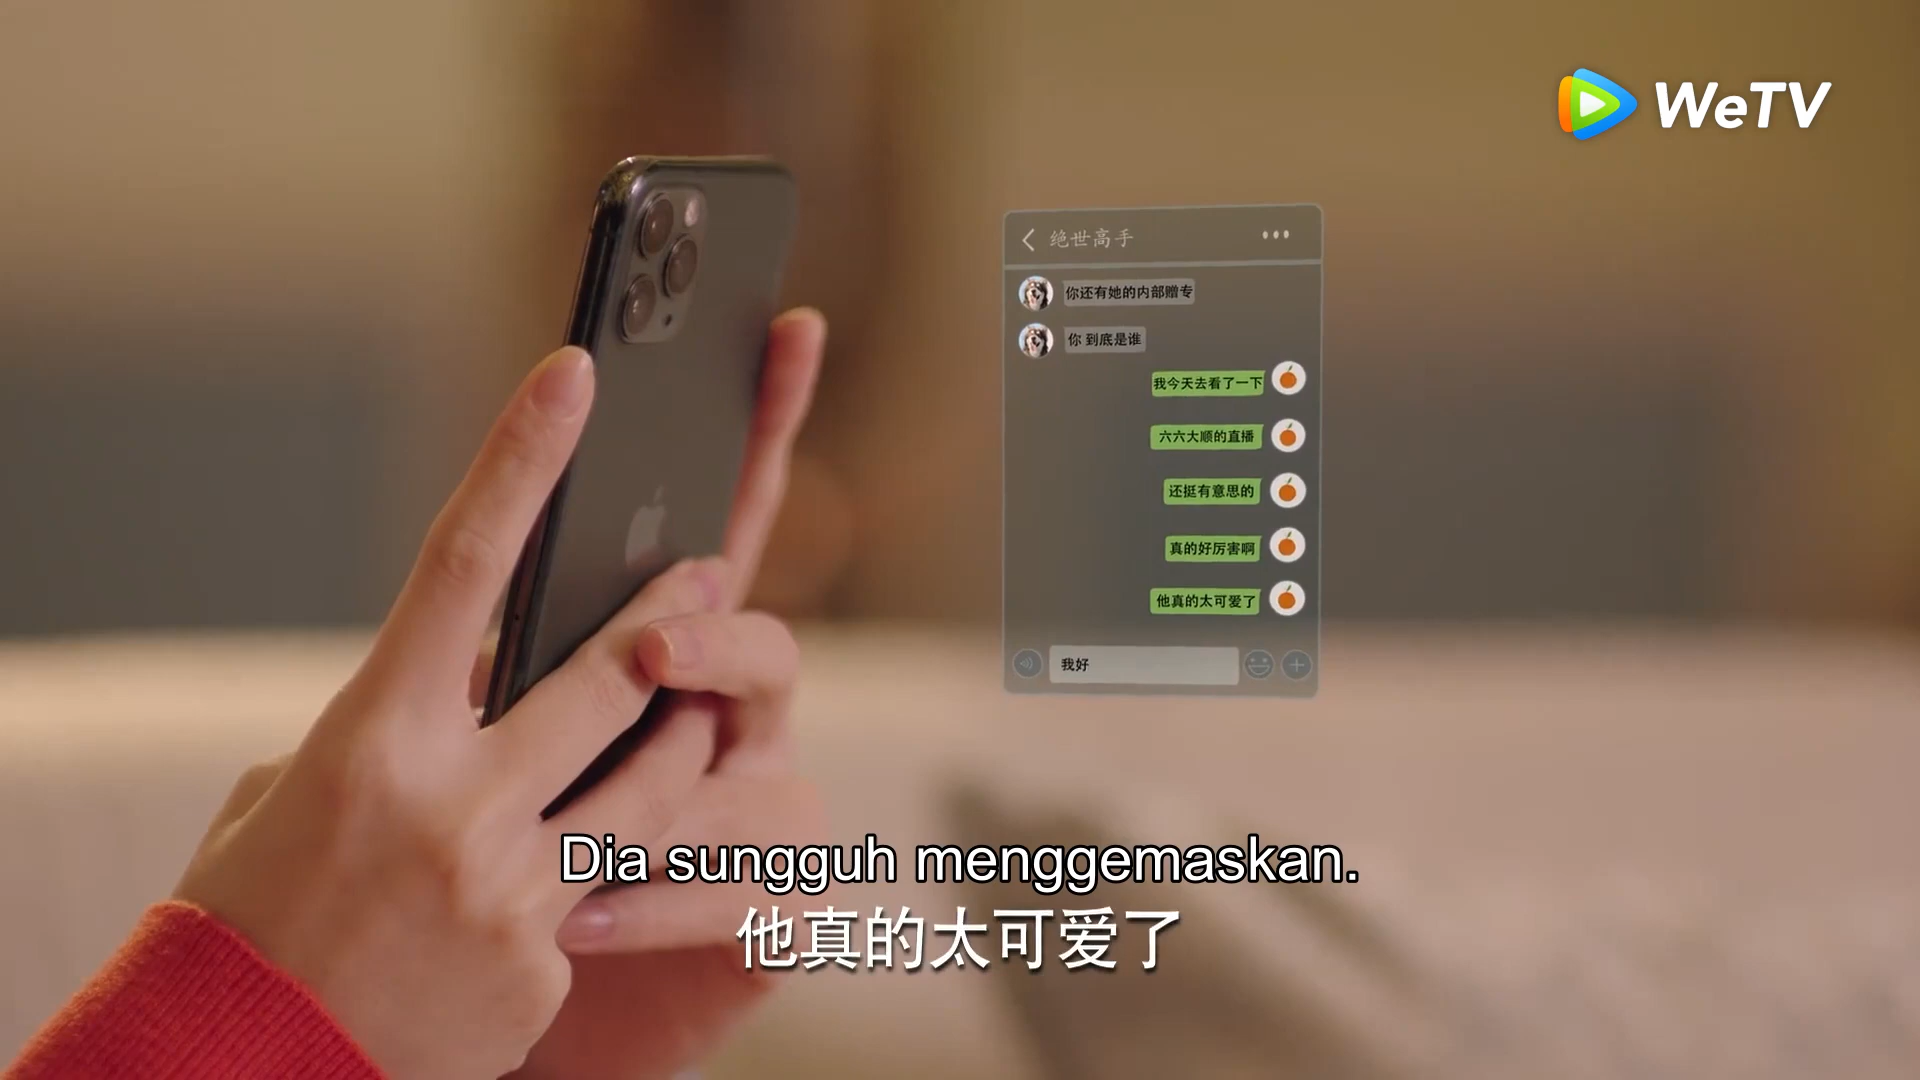 WeTV
绝世高手
你还有她的内部赠专
你 到底是谁
我今天去看了一下
六六大顺的直播
还挺有意思的
真的好厉害啊
他真的太可爱了
我好
Dia sungguh menggemaskan.
他真的太可爱了